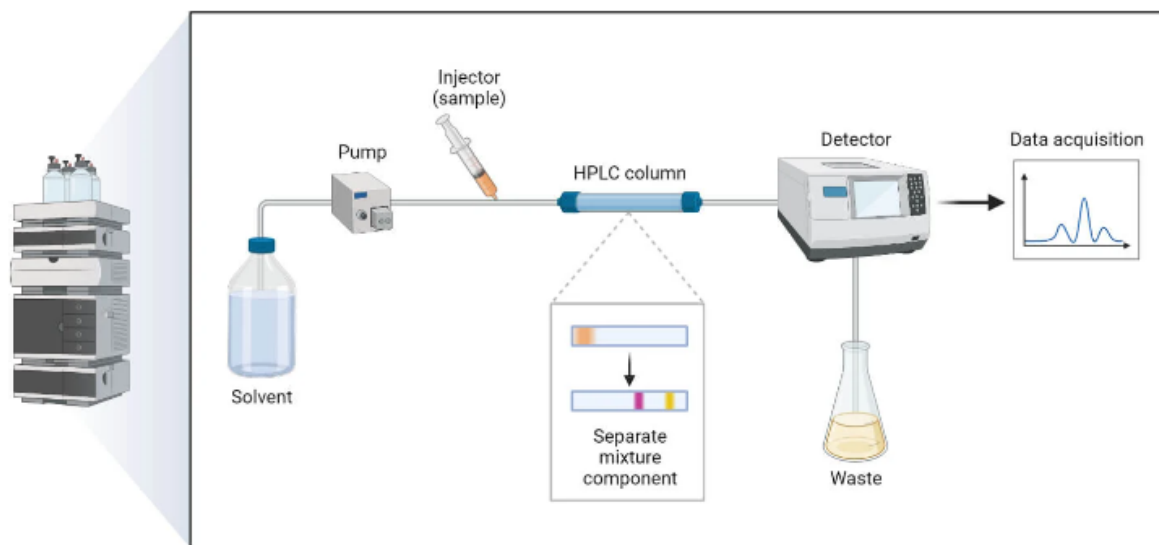 Injector
(sample)
Pump
HPLC column
Detector
Data acquisition
Solvent
Separate
mixture
component
Waste